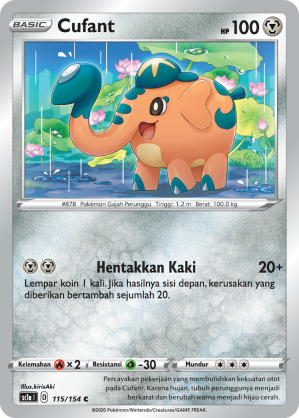 BASIC Cufant HP 100
#878 Pokémon Gajah Perunggu Tinggi: 1.2 m Berat: 100.0 kg
Hentakkan Kaki 20+
Lempar koin 1 kali. Jika hasilnya sisi depan, kerusakan yang
diberikan bertambah sejumlah 20.
Kelemahan × 2 Resistansi -30 Mundur
Illus.kirisAki
sc1a I D 115/154 C
Percayakan pekerjaan yang membutuhkan kekuatan otot
pada Cufant. Karena hujan, tubuh perunggunya menjadi
berkarat dan berubah warna menjadi hijau cerah.
©2020 Pokémon/Nintendo/Creatures/GAME FREAK.